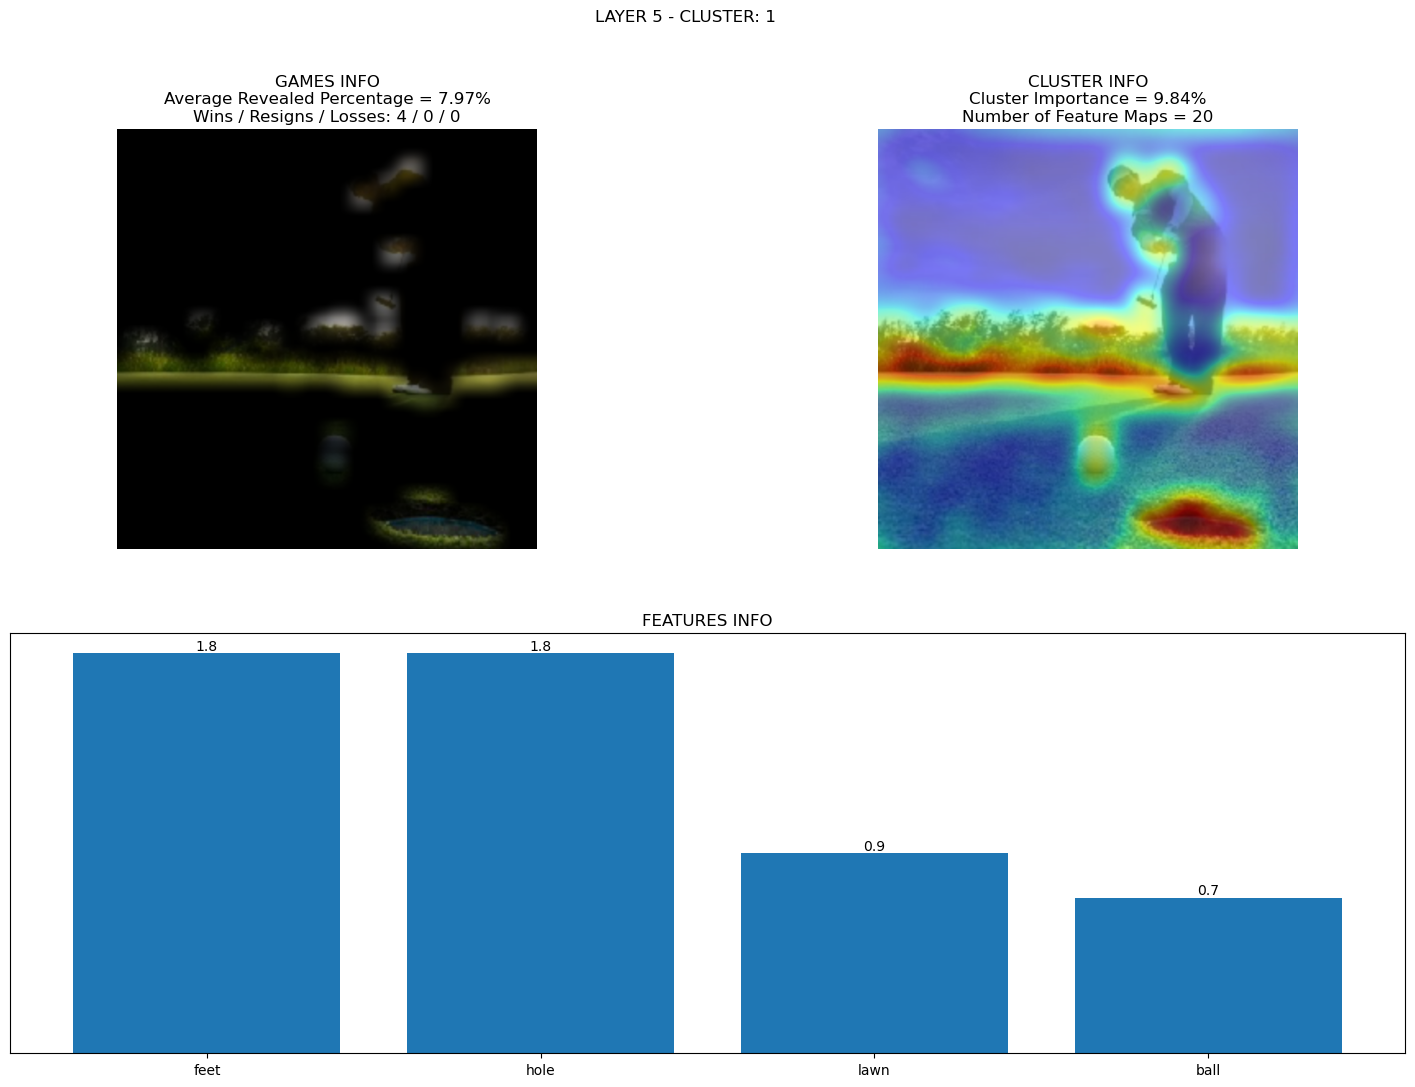 LAYER 5 - CLUSTER: 1
GAMES INFO
Average Revealed Percentage = 7.97%
Wins / Resigns / Losses: 4 / 0 / 0
CLUSTER INFO
Cluster Importance = 9.84%
Number of Feature Maps = 20
FEATURES INFO
1.8
1.8
0.9
0.7
feet
hole
lawn
ball